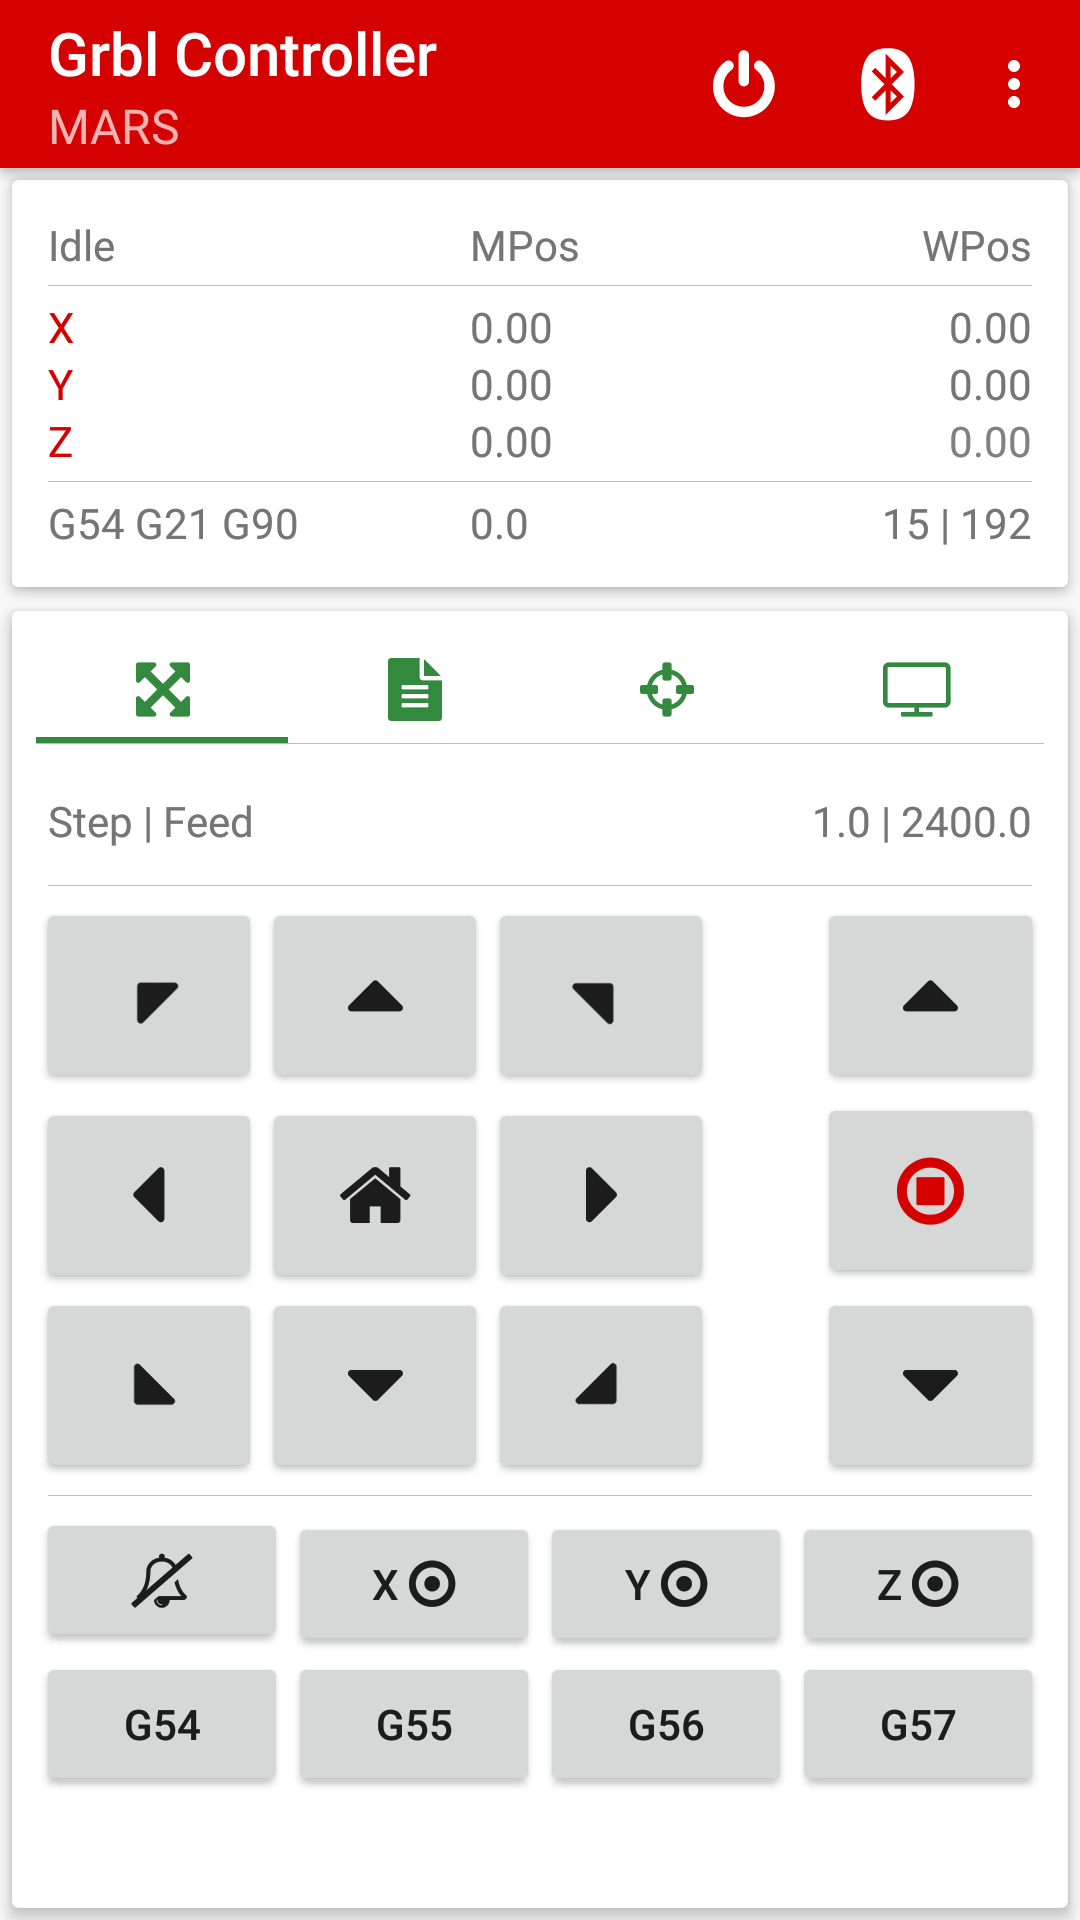 Grbl Controller
MARS
Idle MPos WPos
X 0.00 0.00
Y 0.00 0.00
Z 0.00 0.00
G54 G21 G90 0.0 15 | 192
Step | Feed 1.0 | 2400.0
X Y Z
G54 G55 G56 G57